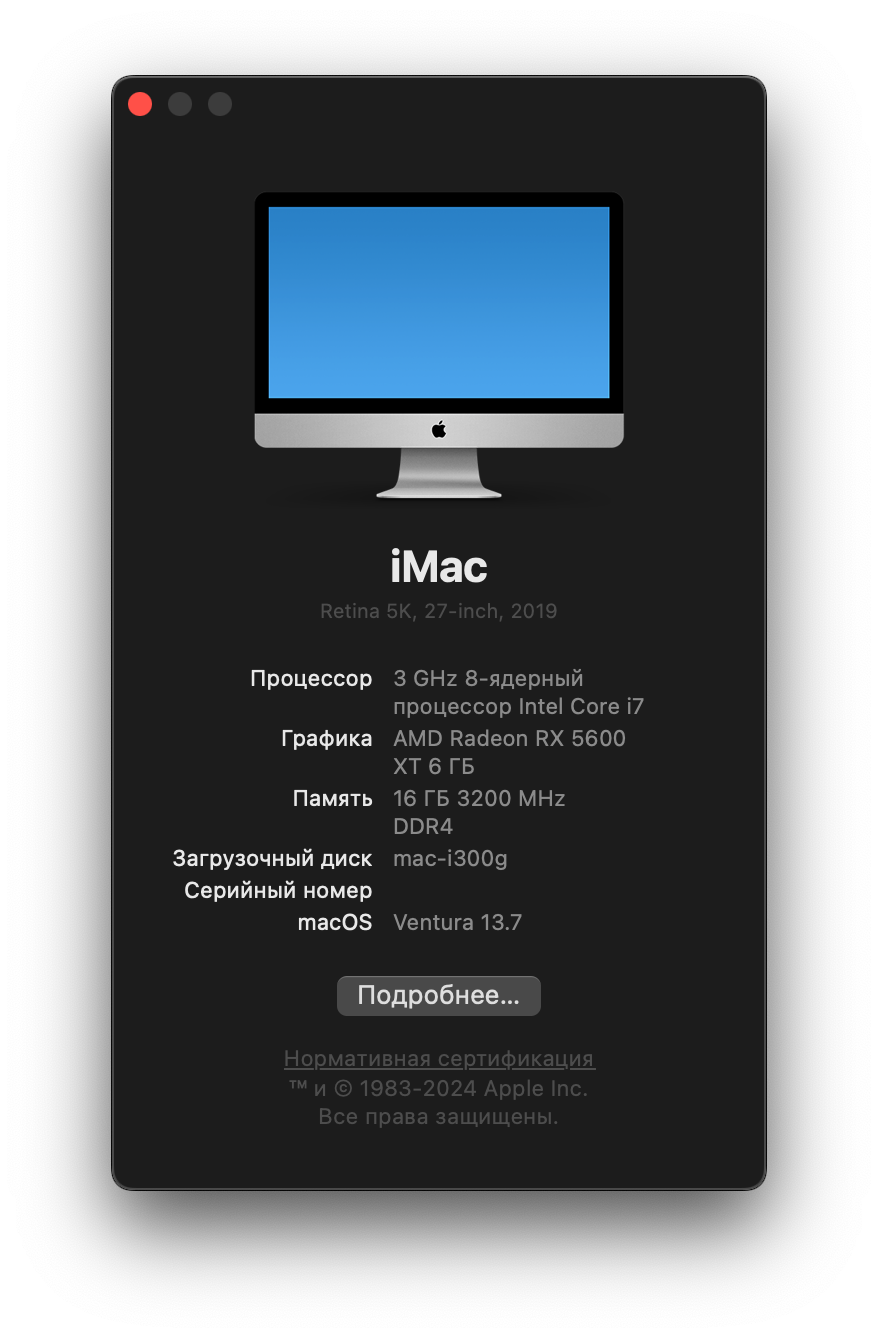 iMac
Retina 5K, 27-inch, 2019
Процессор 3 GHz 8-ядерный
процессор Intel Core i7
Графика AMD Radeon RX 5600
XT 6 ГБ
Память 16 ГБ 3200 MHz
DDR4
Загрузочный диск mac-i300g
Серийный номер
macOS Ventura 13.7
Подробнее...
Нормативная сертификация
™ и © 1983-2024 Apple Inc.
Все права защищены.